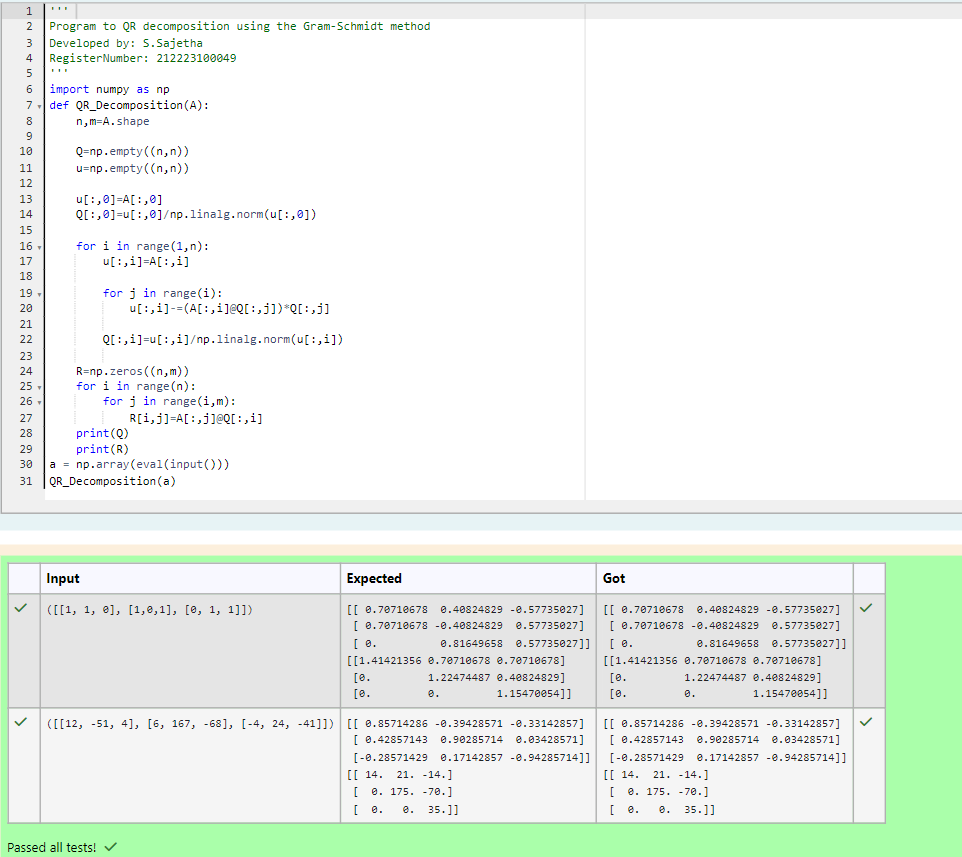 1 '''
2 Program to QR decomposition using the Gram-Schmidt method
3 Developed by: S.Sajetha
4 RegisterNumber: 212223100049
5 '''
6 import numpy as np
7 def QR_Decomposition(A):
8     n,m=A.shape
9
10     Q=np.empty((n,n))
11     u=np.empty((n,n))
12
13     u[:,0]=A[:,0]
14     Q[:,0]=u[:,0]/np.linalg.norm(u[:,0])
15
16     for i in range(1,n):
17         u[:,i]=A[:,i]
18
19         for j in range(i):
20             u[:,i]-=(A[:,i]@Q[:,j])*Q[:,j]
21
22         Q[:,i]=u[:,i]/np.linalg.norm(u[:,i])
23
24     R=np.zeros((n,m))
25     for i in range(n):
26         for j in range(i,m):
27             R[i,j]=A[:,j]@Q[:,i]
28     print(Q)
29     print(R)
30 a = np.array(eval(input()))
31 QR_Decomposition(a)
Input Expected Got
([[1, 1, 0], [1,0,1], [0, 1, 1]]) [[ 0.70710678  0.40824829 -0.57735027] [[ 0.70710678  0.40824829 -0.57735027]
[ 0.70710678 -0.40824829  0.57735027] [ 0.70710678 -0.40824829  0.57735027]
[ 0.          0.81649658  0.57735027]] [ 0.          0.81649658  0.57735027]]
[[1.41421356 0.70710678 0.70710678] [[1.41421356 0.70710678 0.70710678]
[0.         1.22474487 0.40824829] [0.         1.22474487 0.40824829]
[0.         0.         1.15470054]] [0.         0.         1.15470054]]
([[12, -51, 4], [6, 167, -68], [-4, 24, -41]]) [[ 0.85714286 -0.39428571 -0.33142857] [[ 0.85714286 -0.39428571 -0.33142857]
[ 0.42857143  0.90285714  0.03428571] [ 0.42857143  0.90285714  0.03428571]
[-0.28571429  0.17142857 -0.94285714]] [-0.28571429  0.17142857 -0.94285714]]
[[ 14.  21. -14.] [[ 14.  21. -14.]
[  0. 175. -70.] [  0. 175. -70.]
[  0.   0.  35.]] [  0.   0.  35.]]
Passed all tests!